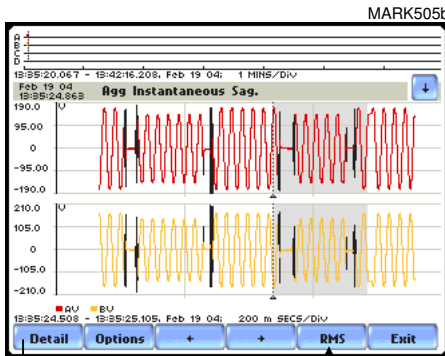 MARK505b
A
B
C
D
13:35:20.067 - 13:42:16.208, Feb 19 04; 1 MINS/Div
Feb 19 04
13:35:24.863
Agg Instantaneous Sag.
↓
190.0 V
95.00
0
-95.00
-190.0
210.0 V
105.0
0
-105.0
-210.0
AV BV
13:35:24.508 - 13:35:25.105, Feb 19 04; 200 m SECS/Div
Detail Options ← → RMS Exit